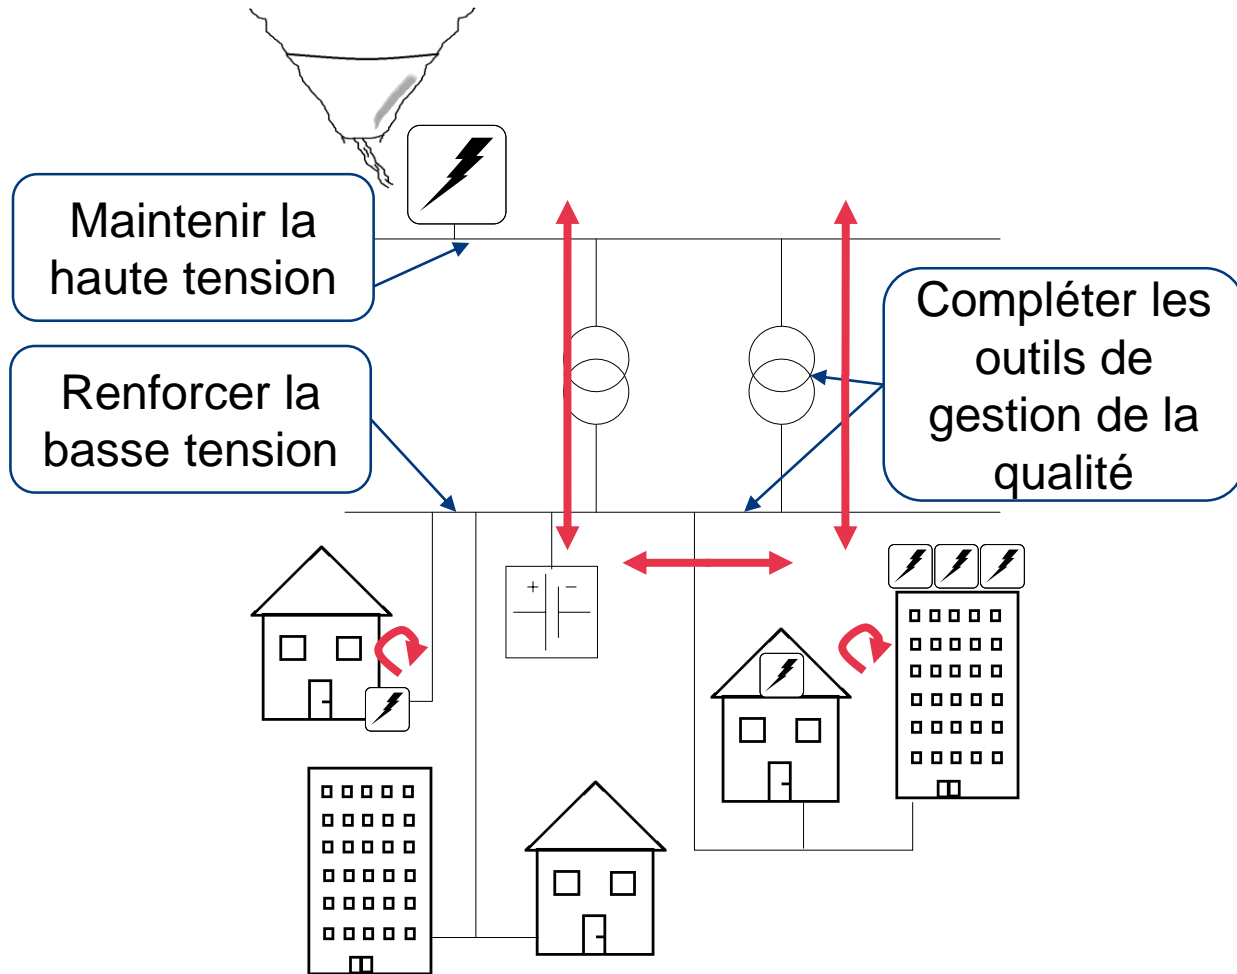 Maintenir la
haute tension
Renforcer la
basse tension
Compléter les
outils de
gestion de la
qualité
+ −